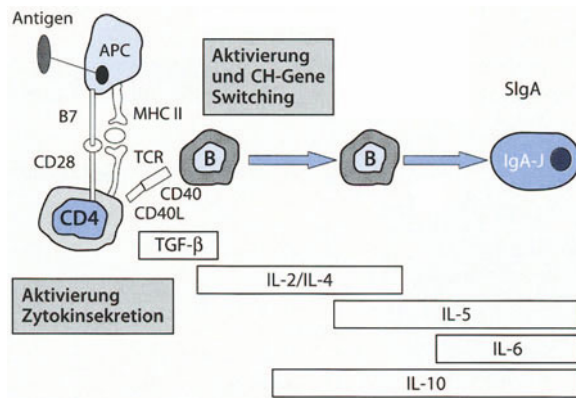 Antigen
APC
Aktivierung
und CH-Gene
Switching
B7
MHC II
SIgA
CD28
TCR
B
B
IgA-J
CD40
CD40L
CD4
TGF-β
IL-2/IL-4
Aktivierung
Zytokinsekretion
IL-5
IL-6
IL-10